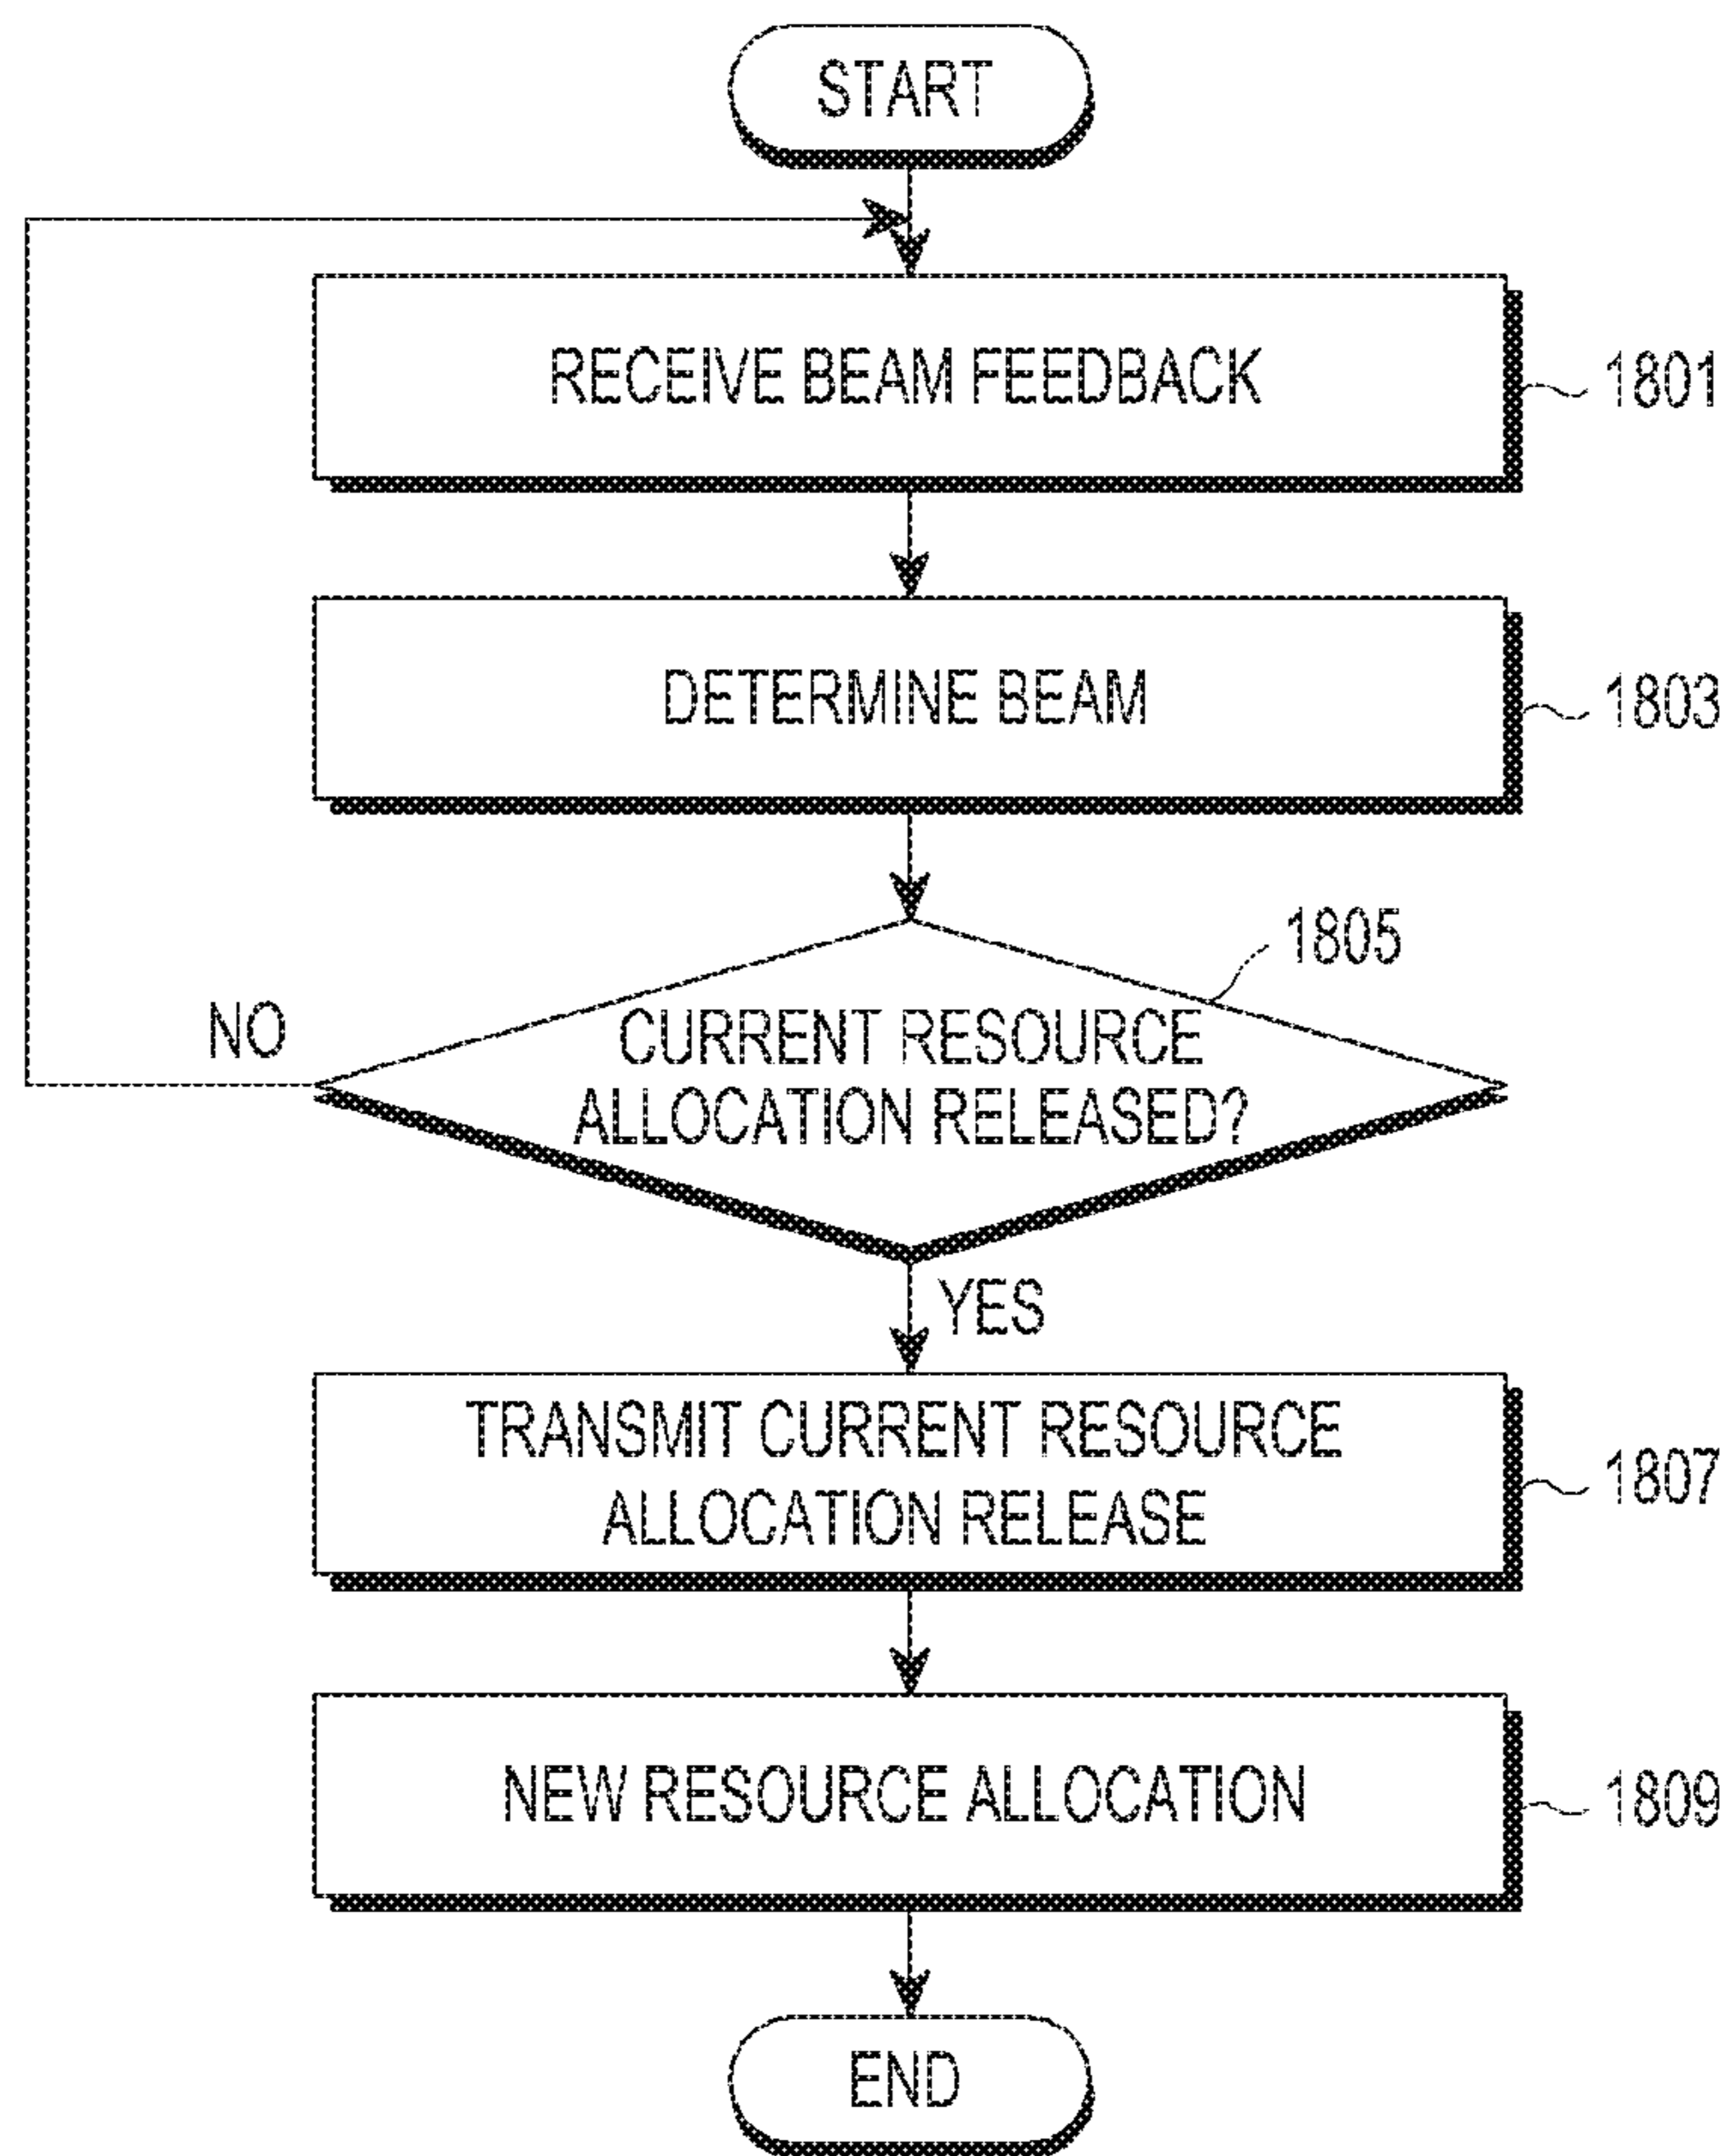 START
RECEIVE BEAM FEEDBACK
1801
DETERMINE BEAM
1803
1805
NO
CURRENT RESOURCE
ALLOCATION RELEASED?
YES
TRANSMIT CURRENT RESOURCE
ALLOCATION RELEASE
1807
NEW RESOURCE ALLOCATION
1809
END